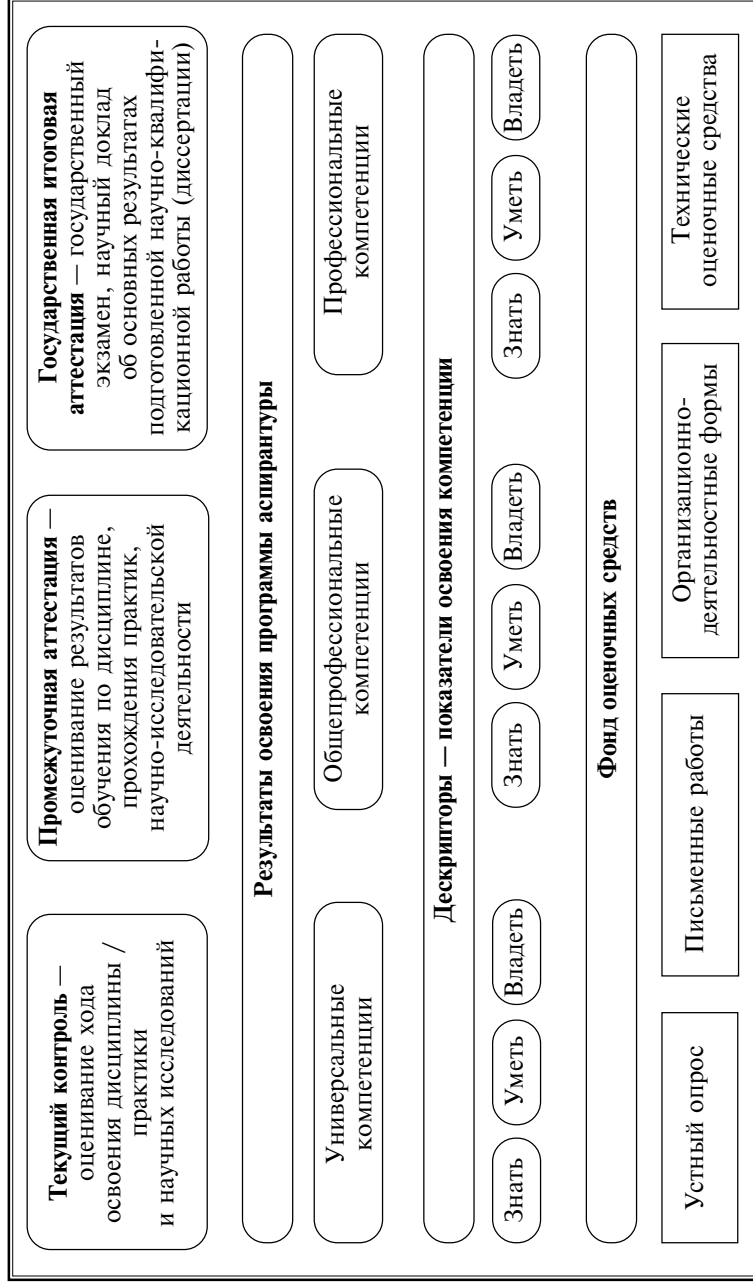 Текущий контроль —
оценивание хода
освоения дисциплины /
практики
и научных исследований
Промежуточная аттестация —
оценивание результатов
обучения по дисциплине,
прохождения практик,
научно-исследовательской
деятельности
Государственная итоговая
аттестация — государственный
экзамен, научный доклад
об основных результатах
подготовленной научно-квалифи-
кационной работы (диссертации)
Результаты освоения программы аспирантуры
Универсальные
компетенции
Общепрофессиональные
компетенции
Профессиональные
компетенции
Дескрипторы — показатели освоения компетенции
Знать
Уметь
Владеть
Знать
Уметь
Владеть
Знать
Уметь
Владеть
Фонд оценочных средств
Устный опрос
Письменные работы
Организационно-
деятельностные формы
Технические
оценочные средства